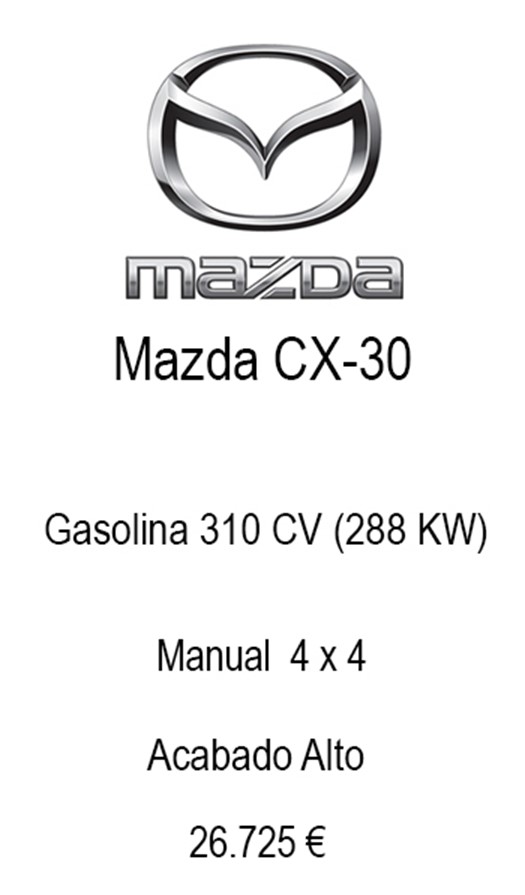 mazda
Mazda CX-30
Gasolina 310 CV (288 KW)
Manual 4 x 4
Acabado Alto
26.725 €